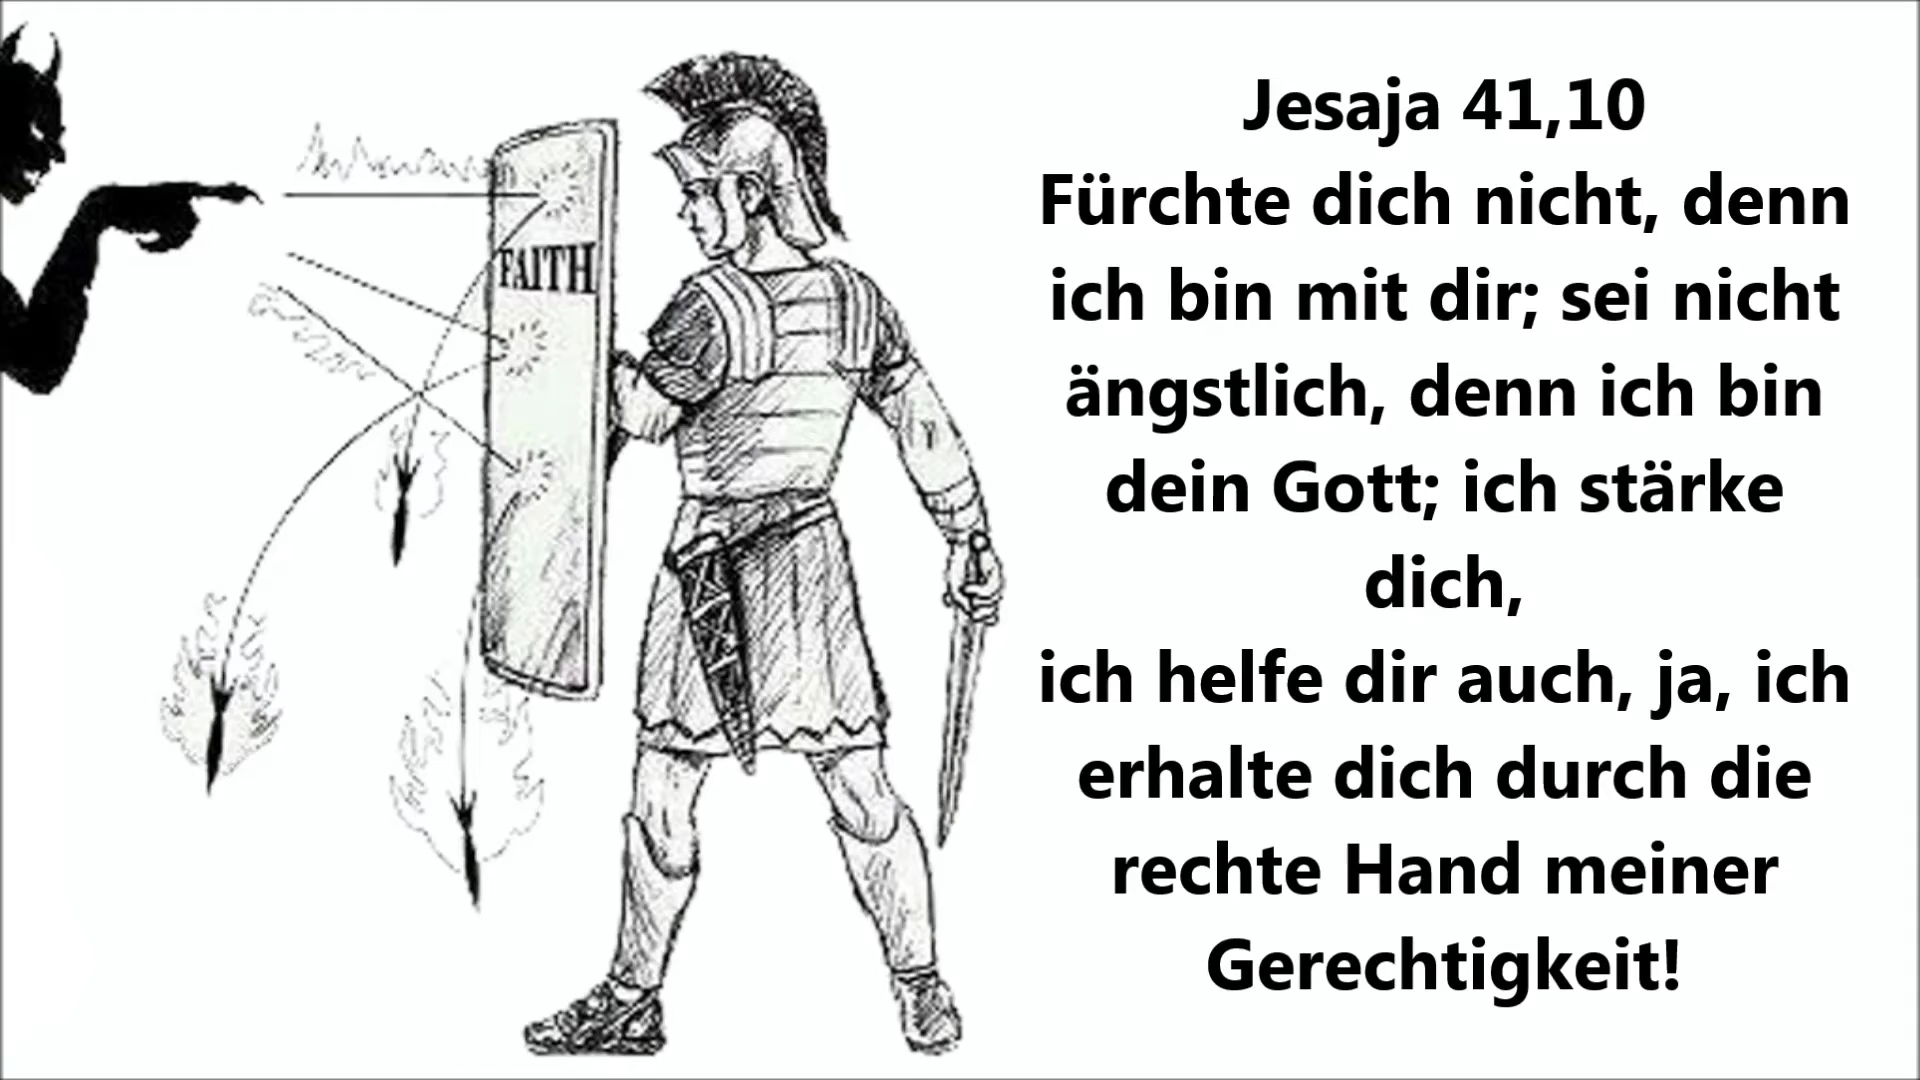 FAITH
Jesaja 41,10
Fürchte dich nicht, denn
ich bin mit dir; sei nicht
ängstlich, denn ich bin
dein Gott; ich stärke
dich,
ich helfe dir auch, ja, ich
erhalte dich durch die
rechte Hand meiner
Gerechtigkeit!